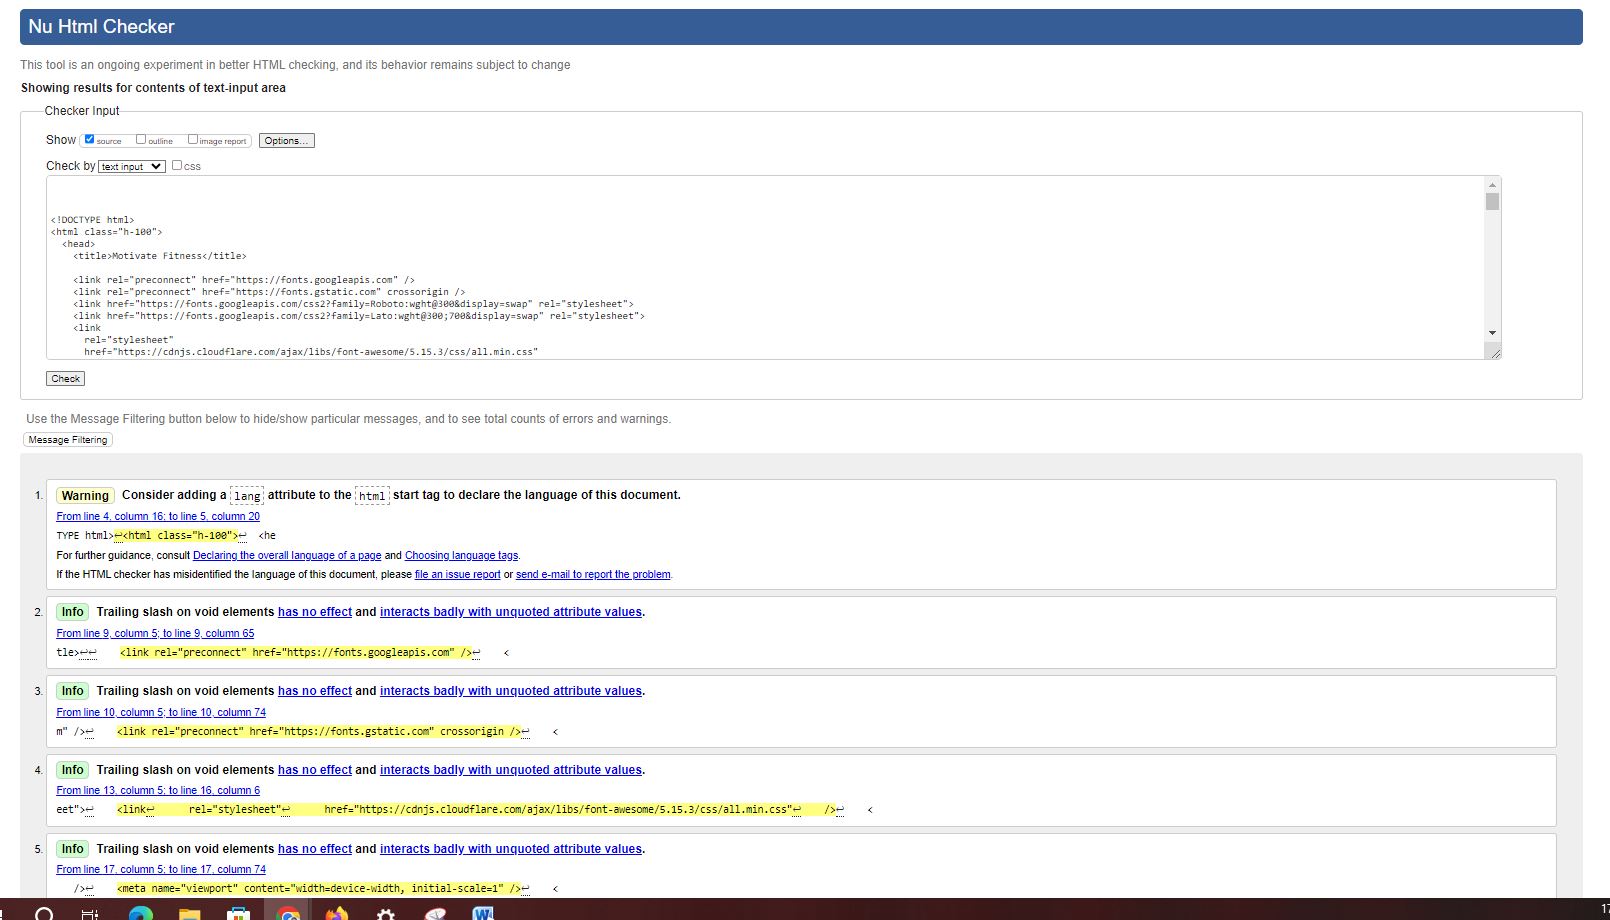 Nu Html Checker
This tool is an ongoing experiment in better HTML checking, and its behavior remains subject to change
Showing results for contents of text-input area
Checker Input
Show source outline image report Options...
Check by text input css
<!DOCTYPE html>
<html class="h-100">
<head>
<title>Motivate Fitness</title>
<link rel="preconnect" href="https://fonts.googleapis.com" />
<link rel="preconnect" href="https://fonts.gstatic.com" crossorigin />
<link href="https://fonts.googleapis.com/css2?family=Roboto:wght@300&display=swap" rel="stylesheet">
<link href="https://fonts.googleapis.com/css2?family=Lato:wght@300;700&display=swap" rel="stylesheet">
<link
rel="stylesheet"
href="https://cdnjs.cloudflare.com/ajax/libs/font-awesome/5.15.3/css/all.min.css"
Check
Use the Message Filtering button below to hide/show particular messages, and to see total counts of errors and warnings.
Message Filtering
1. Warning Consider adding a lang attribute to the html start tag to declare the language of this document.
From line 4, column 16; to line 5, column 20
TYPE html>↩<html class="h-100">↩ <he
For further guidance, consult Declaring the overall language of a page and Choosing language tags.
If the HTML checker has misidentified the language of this document, please file an issue report or send e-mail to report the problem.
2. Info Trailing slash on void elements has no effect and interacts badly with unquoted attribute values.
From line 9, column 5; to line 9, column 65
tle>↩↩ <link rel="preconnect" href="https://fonts.googleapis.com" />↩ <
3. Info Trailing slash on void elements has no effect and interacts badly with unquoted attribute values.
From line 10, column 5; to line 10, column 74
m" />↩ <link rel="preconnect" href="https://fonts.gstatic.com" crossorigin />↩ <
4. Info Trailing slash on void elements has no effect and interacts badly with unquoted attribute values.
From line 13, column 5; to line 16, column 6
eet">↩ <link↩ rel="stylesheet"↩ href="https://cdnjs.cloudflare.com/ajax/libs/font-awesome/5.15.3/css/all.min.css"↩ />↩ <
5. Info Trailing slash on void elements has no effect and interacts badly with unquoted attribute values.
From line 17, column 5; to line 17, column 74
/>↩ <meta name="viewport" content="width=device-width, initial-scale=1" />↩ <
W